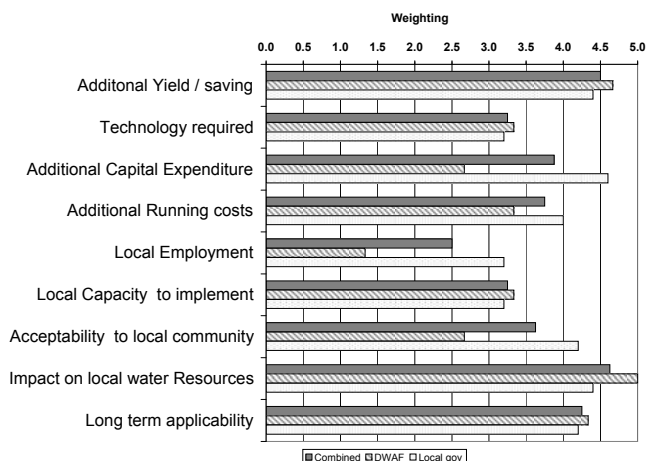 Weighting
0.0 0.5 1.0 1.5 2.0 2.5 3.0 3.5 4.0 4.5 5.0
Additonal Yield / saving
Technology required
Additional Capital Expenditure
Additional Running costs
Local Employment
Local Capacity to implement
Acceptability to local community
Impact on local water Resources
Long term applicability
Combined DWAF Local gov